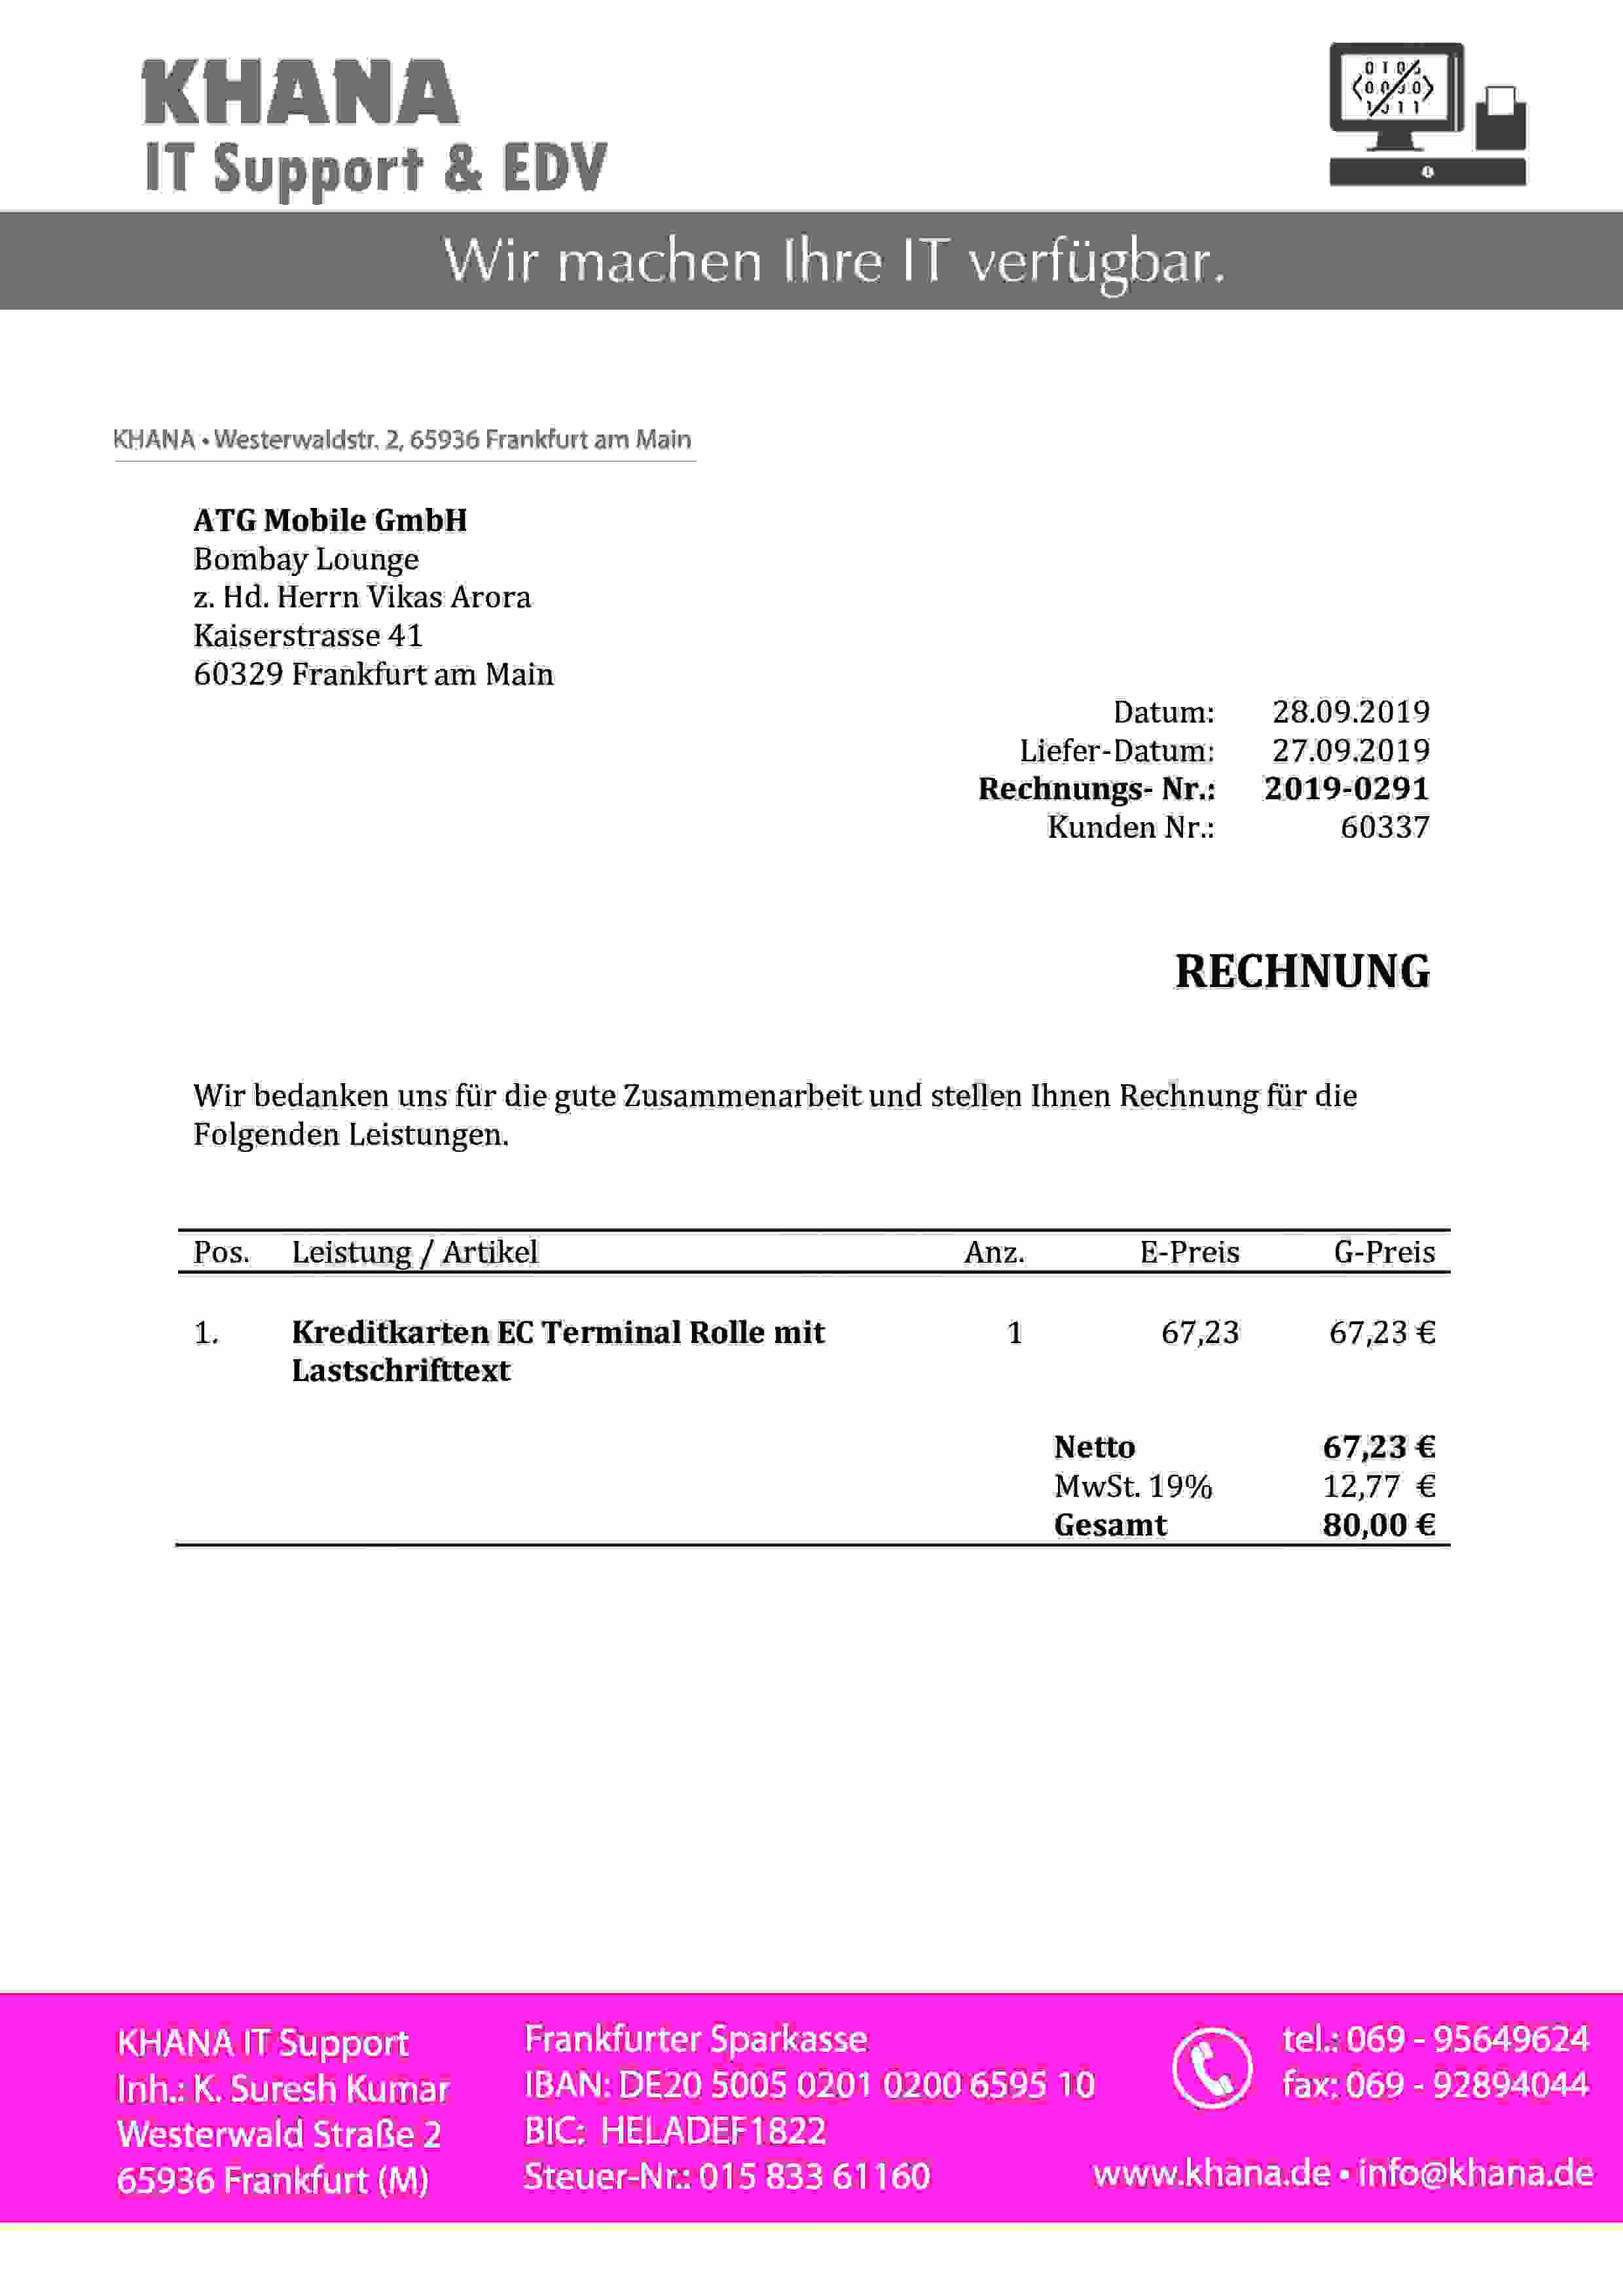 KHANA
IT Support & EDV
Wir machen Ihre IT verfügbar.
KHANA • Westerwaldstr. 2, 65936 Frankfurt am Main
ATG Mobile GmbH
Bombay Lounge
z. Hd. Herrn Vikas Arora
Kaiserstrasse 41
60329 Frankfurt am Main
Datum: 28.09.2019
Liefer-Datum: 27.09.2019
Rechnungs- Nr.: 2019-0291
Kunden Nr.: 60337
RECHNUNG
Wir bedanken uns für die gute Zusammenarbeit und stellen Ihnen Rechnung für die
Folgenden Leistungen.
Pos. Leistung / Artikel Anz. E-Preis G-Preis
1. Kreditkarten EC Terminal Rolle mit 1 67,23 67,23 €
Lastschrifttext
Netto 67,23 €
MwSt. 19% 12,77 €
Gesamt 80,00 €
KHANA IT Support
Inh.: K. Suresh Kumar
Westerwald Straße 2
65936 Frankfurt (M)
Frankfurter Sparkasse
IBAN: DE20 5005 0201 0200 6595 10
BIC: HELADEF1822
Steuer-Nr.: 015 833 61160
tel.: 069 - 95649624
fax: 069 - 92894044
www.khana.de • info@khana.de